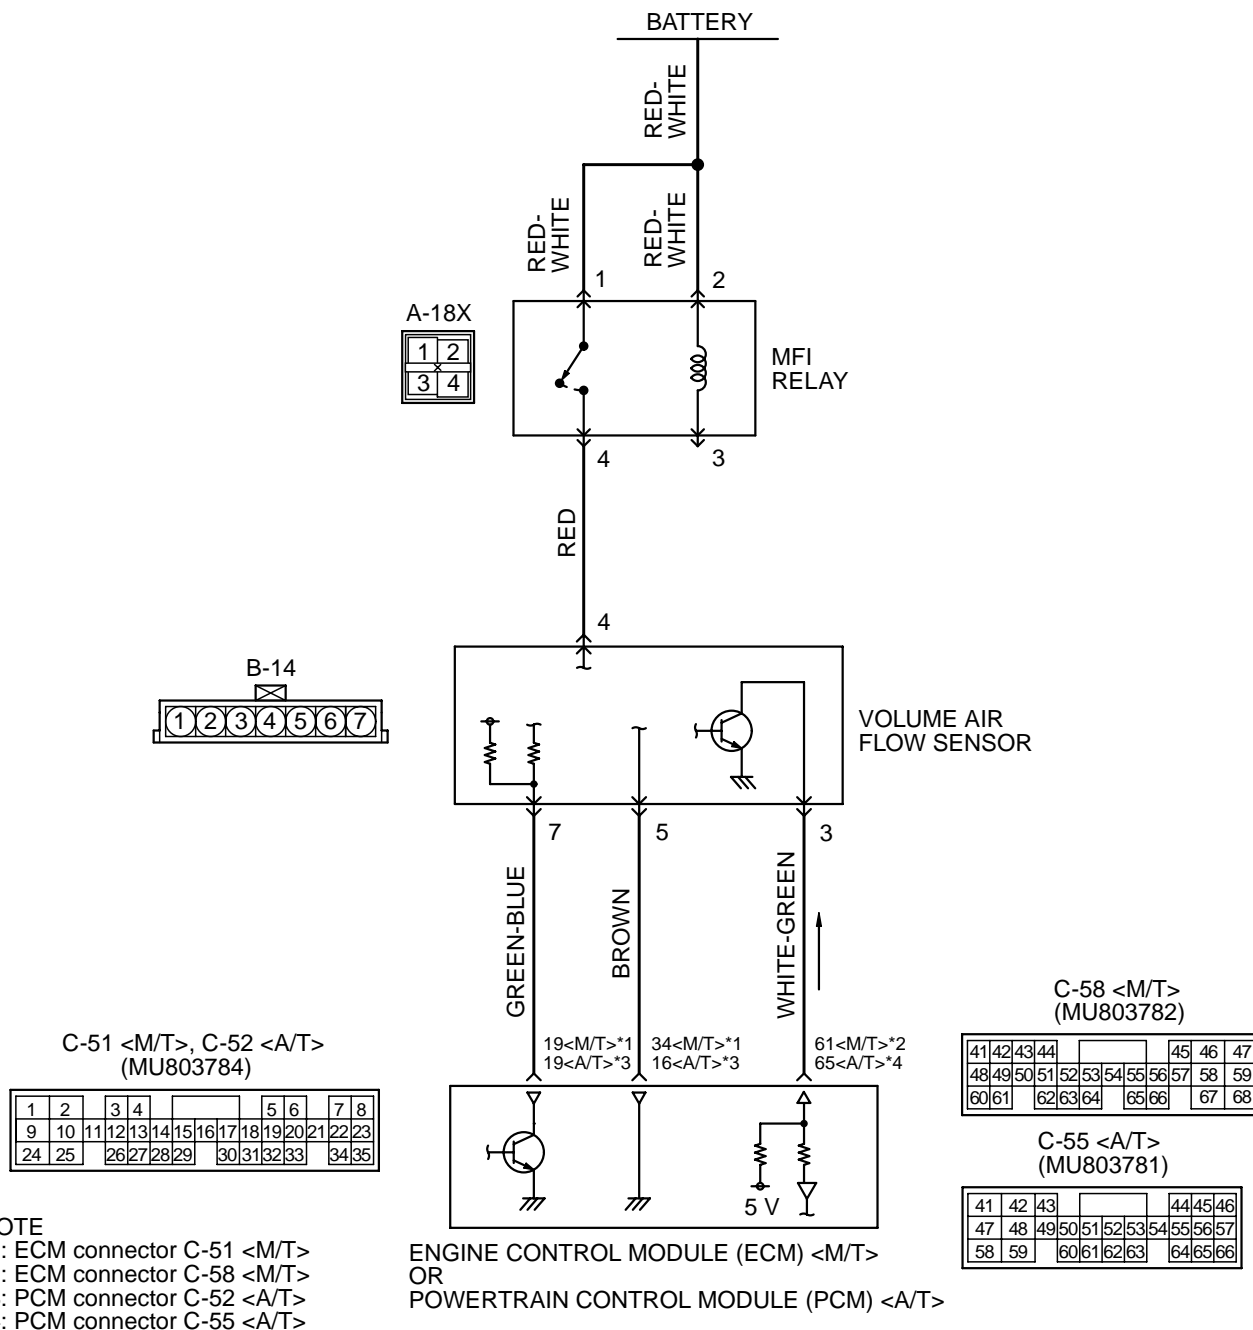 BATTERY
RED-
WHITE
RED-
WHITE
RED-
WHITE
1
2
A-18X
1 2
3 4
MFI
RELAY
4
3
RED
4
B-14
1 2 3 4 5 6 7
VOLUME AIR
FLOW SENSOR
7
5
3
GREEN-BLUE
BROWN
WHITE-GREEN
C-51 <M/T>, C-52 <A/T>
(MU803784)
1 2 3 4 5 6 7 8
9 10 11 12 13 14 15 16 17 18 19 20 21 22 23
24 25 26 27 28 29 30 31 32 33 34 35
19<M/T>*1
19<A/T>*3
34<M/T>*1
16<A/T>*3
61<M/T>*2
65<A/T>*4
5 V
C-58 <M/T>
(MU803782)
41 42 43 44 45 46 47
48 49 50 51 52 53 54 55 56 57 58 59
60 61 62 63 64 65 66 67 68
C-55 <A/T>
(MU803781)
41 42 43 44 45 46
47 48 49 50 51 52 53 54 55 56 57
58 59 60 61 62 63 64 65 66
OTE
: ECM connector C-51 <M/T>
: ECM connector C-58 <M/T>
: PCM connector C-52 <A/T>
: PCM connector C-55 <A/T>
ENGINE CONTROL MODULE (ECM) <M/T>
OR
POWERTRAIN CONTROL MODULE (PCM) <A/T>